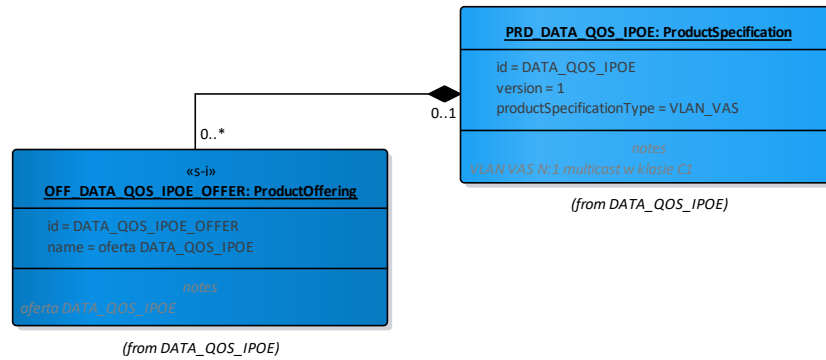 PRD_DATA_QOS_IPOE: ProductSpecification
id = DATA_QOS_IPOE
version = 1
productSpecificationType = VLAN_VAS
notes
VLAN VAS N:1 multicast w klasie C1
(from DATA_QOS_IPOE)
0..1
0..*
«s-i»
OFF_DATA_QOS_IPOE_OFFER: ProductOffering
id = DATA_QOS_IPOE_OFFER
name = oferta DATA_QOS_IPOE
notes
oferta DATA_QOS_IPOE
(from DATA_QOS_IPOE)